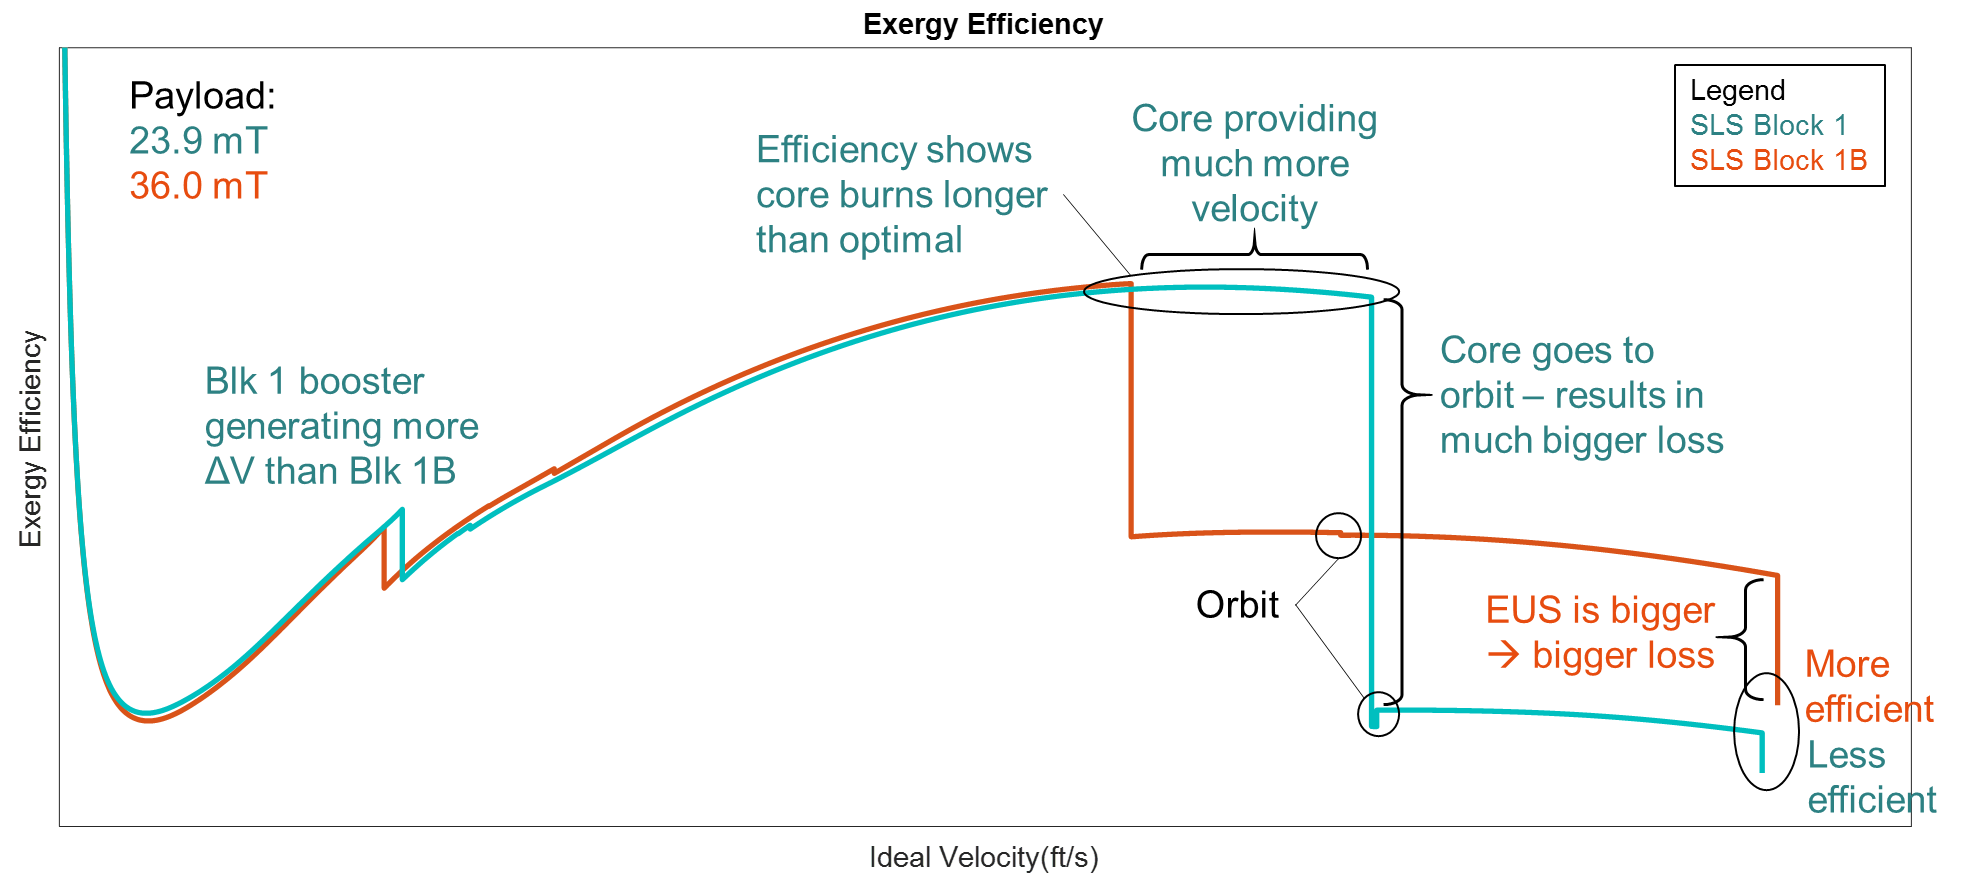 Exergy Efficiency
Payload:
23.9 mT
36.0 mT
Efficiency shows
core burns longer
than optimal
Core providing
much more
velocity
Legend
SLS Block 1
SLS Block 1B
Blk 1 booster
generating more
ΔV than Blk 1B
Core goes to
orbit – results in
much bigger loss
Orbit
EUS is bigger
→ bigger loss
More
efficient
Less
efficient
Exergy Efficiency
Ideal Velocity(ft/s)